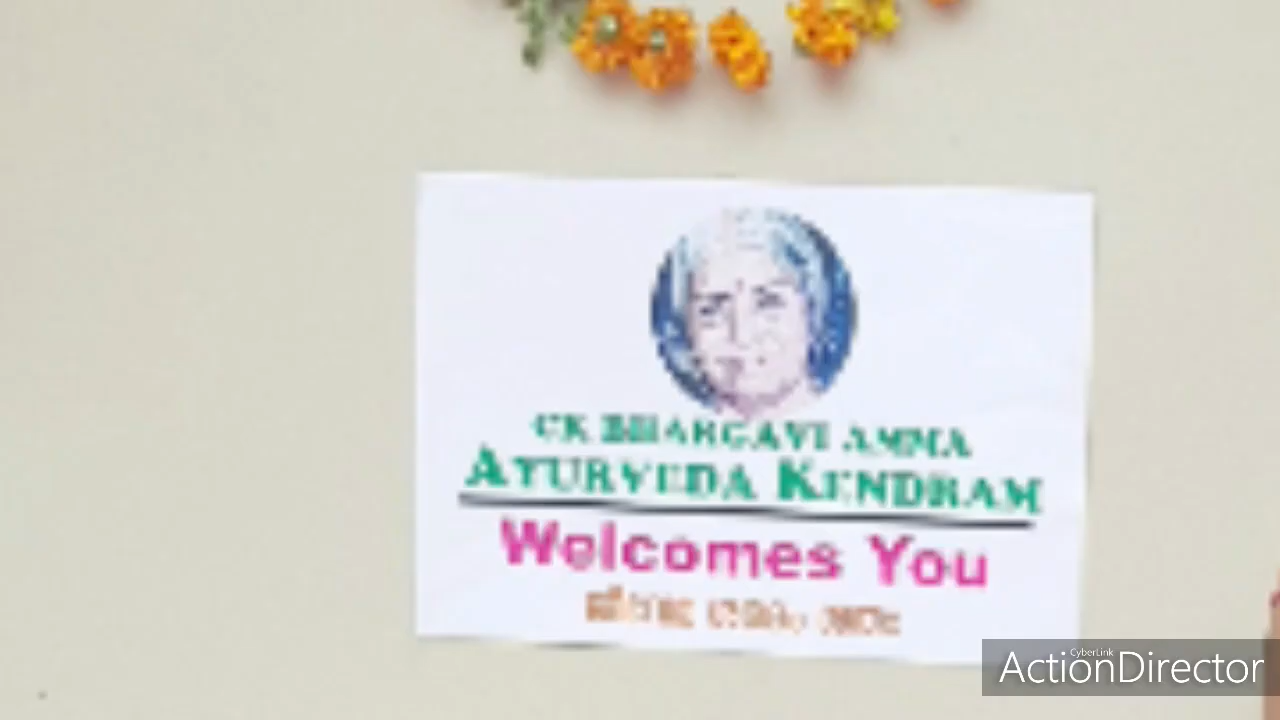 CK BHARGAVI AMMA
AYURVEDA KENDRAM
Welcomes You
CyberLink
ActionDirector